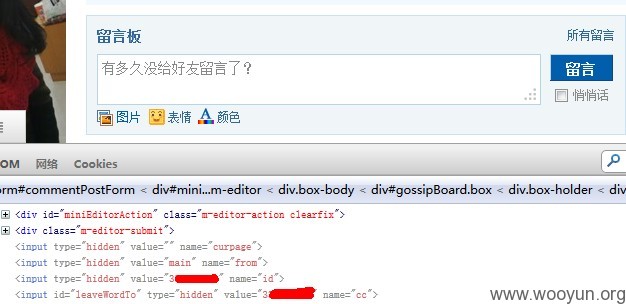 留言板
所有留言
有多久没给好友留言了？
留言
悄悄话
图片 表情 颜色
OM 网络 Cookies
orm#commentPostForm < div#mini...m-editor < div.box-body < div#gossipBoard.box < div.box-holder < div
<div id="miniEditorAction" class="m-editor-action clearfix">
<div class="m-editor-submit">
<input type="hidden" value="" name="curpage">
<input type="hidden" value="main" name="from">
<input type="hidden" value="3 name="id">
<input id="leaveWordTo" type="hidden" value="3 " name="cc">
www.wooyun.org